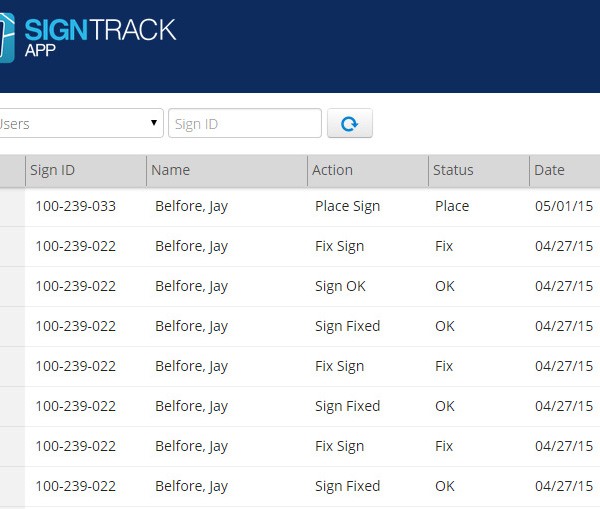 SIGNTRACK
APP
Users Sign ID
Sign ID Name Action Status Date
100-239-033 Belfore, Jay Place Sign Place 05/01/15
100-239-022 Belfore, Jay Fix Sign Fix 04/27/15
100-239-022 Belfore, Jay Sign OK OK 04/27/15
100-239-022 Belfore, Jay Sign Fixed OK 04/27/15
100-239-022 Belfore, Jay Fix Sign Fix 04/27/15
100-239-022 Belfore, Jay Sign Fixed OK 04/27/15
100-239-022 Belfore, Jay Fix Sign Fix 04/27/15
100-239-022 Belfore, Jay Sign Fixed OK 04/27/15